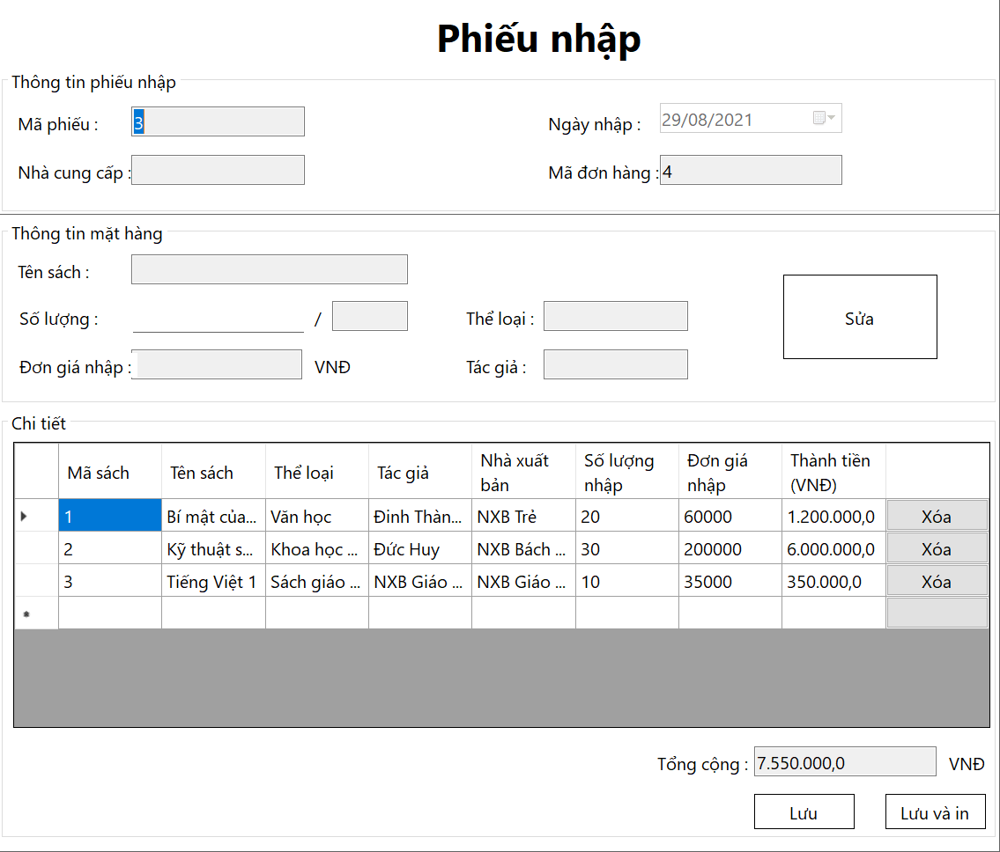 Phiếu nhập
Thông tin phiếu nhập
Mã phiếu : 3 Ngày nhập : 29/08/2021
Nhà cung cấp : Mã đơn hàng : 4
Thông tin mặt hàng
Tên sách :
Số lượng : / Thể loại : Sửa
Đơn giá nhập : VNĐ Tác giả :
Chi tiết
Mã sách Tên sách Thể loại Tác giả Nhà xuất bản Số lượng nhập Đơn giá nhập Thành tiền (VNĐ)
1 Bí mật của... Văn học Đinh Thàn... NXB Trẻ 20 60000 1.200.000,0 Xóa
2 Kỹ thuật s... Khoa học ... Đức Huy NXB Bách ... 30 200000 6.000.000,0 Xóa
3 Tiếng Việt 1 Sách giáo ... NXB Giáo ... NXB Giáo ... 10 35000 350.000,0 Xóa
Tổng cộng : 7.550.000,0 VNĐ
Lưu Lưu và in